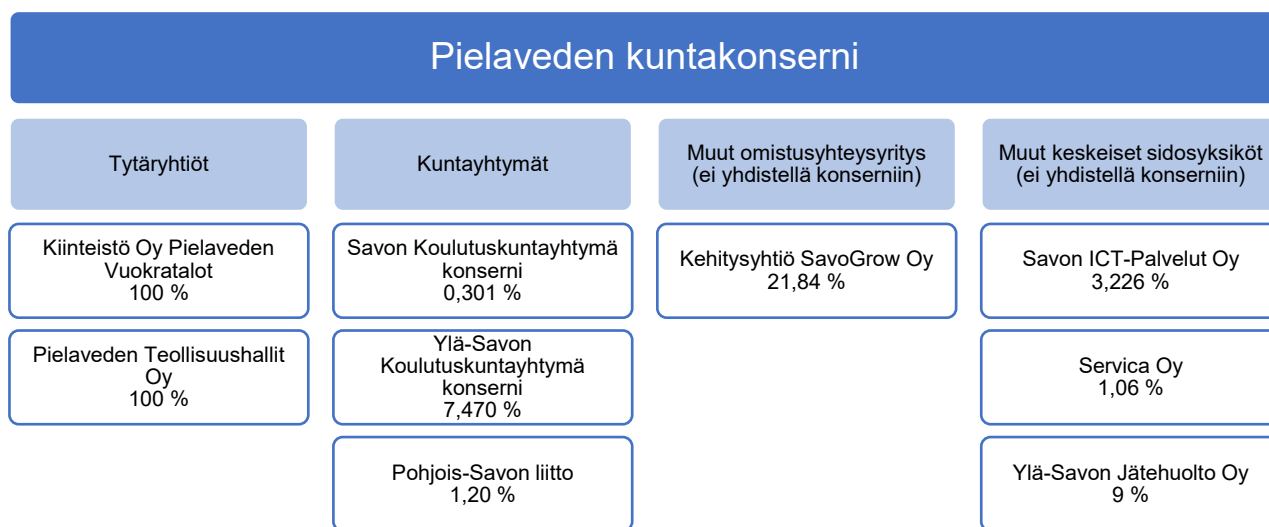 Pielaveden kuntakonserni
Tytäryhtiöt
Kiinteistö Oy Pielaveden
Vuokratalot
100 %
Pielaveden Teollisuushallit
Oy
100 %
Kuntayhtymät
Savon Koulutuskuntayhtymä
konserni
0,301 %
Ylä-Savon
Koulutuskuntayhtymä
konserni
7,470 %
Pohjois-Savon liitto
1,20 %
Muut omistusyhteysyritys
(ei yhdistellä konserniin)
Kehitysyhtiö SavoGrow Oy
21,84 %
Muut keskeiset sidosyksiköt
(ei yhdistellä konserniin)
Savon ICT-Palvelut Oy
3,226 %
Servica Oy
1,06 %
Ylä-Savon Jätehuolto Oy
9 %